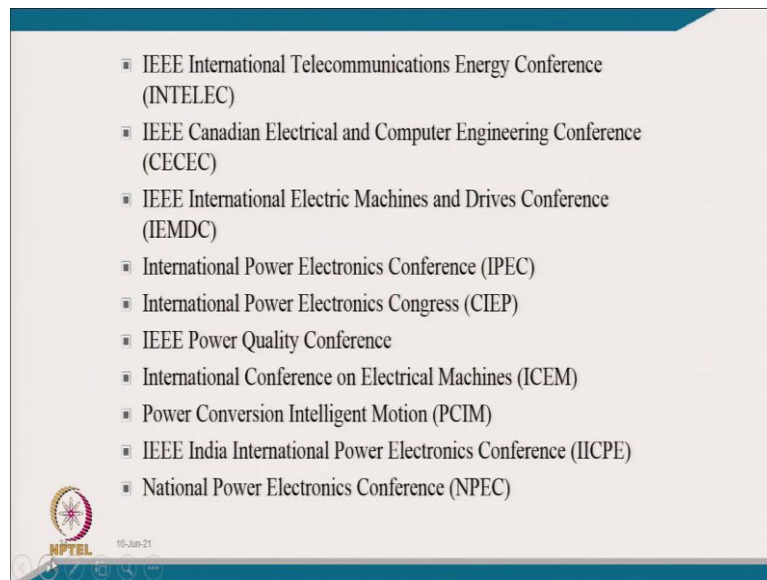 IEEE International Telecommunications Energy Conference
(INTELEC)
IEEE Canadian Electrical and Computer Engineering Conference
(CECEC)
IEEE International Electric Machines and Drives Conference
(IEMDC)
International Power Electronics Conference (IPEC)
International Power Electronics Congress (CIEP)
IEEE Power Quality Conference
International Conference on Electrical Machines (ICEM)
Power Conversion Intelligent Motion (PCIM)
IEEE India International Power Electronics Conference (IICPE)
National Power Electronics Conference (NPEC)
NPTEL
10-Jun-21